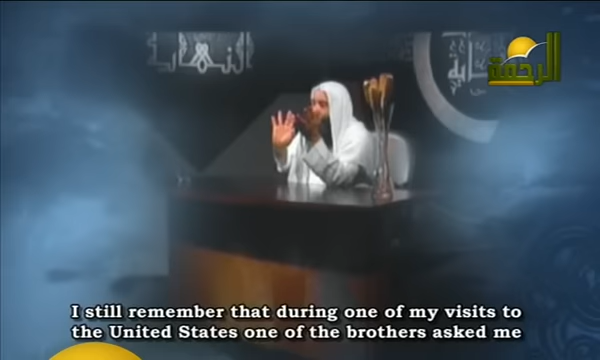 النهاية
الرحمة
I still remember that during one of my visits to
the United States one of the brothers asked me